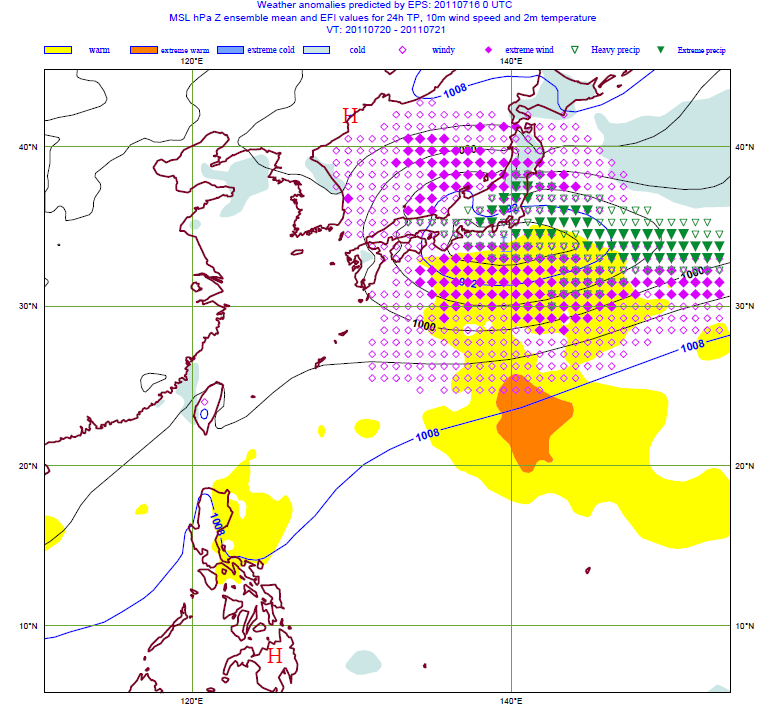 Weather anomalies predicted by EPS: 20110716 0 UTC
MSL hPa Z ensemble mean and EFI values for 24h TP, 10m wind speed and 2m temperature
VT: 20110720 - 20110721
warm extreme warm extreme cold cold windy extreme wind Heavy precip Extreme precip
120°E 140°E
1008
H
40°N 40°N
1000
30°N 30°N
1000
1008
1008
20°N 20°N
1008
10°N 10°N
H
120°E 140°E